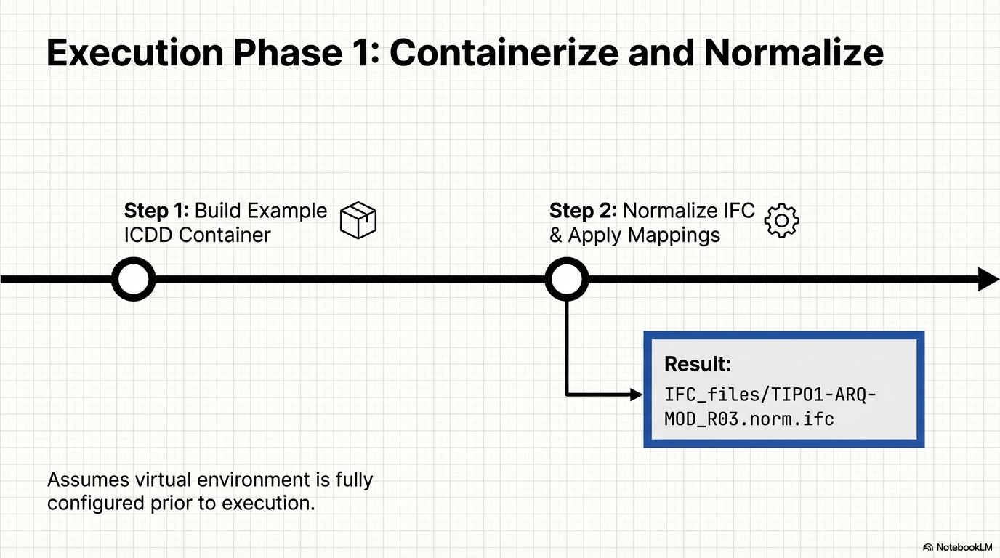 Execution Phase 1: Containerize and Normalize
Step 1: Build Example
ICDD Container
Step 2: Normalize IFC
& Apply Mappings
Result:
IFC_files/TIPO1-ARQ-
MOD_R03.norm.ifc
Assumes virtual environment is fully
configured prior to execution.
NotebookLM